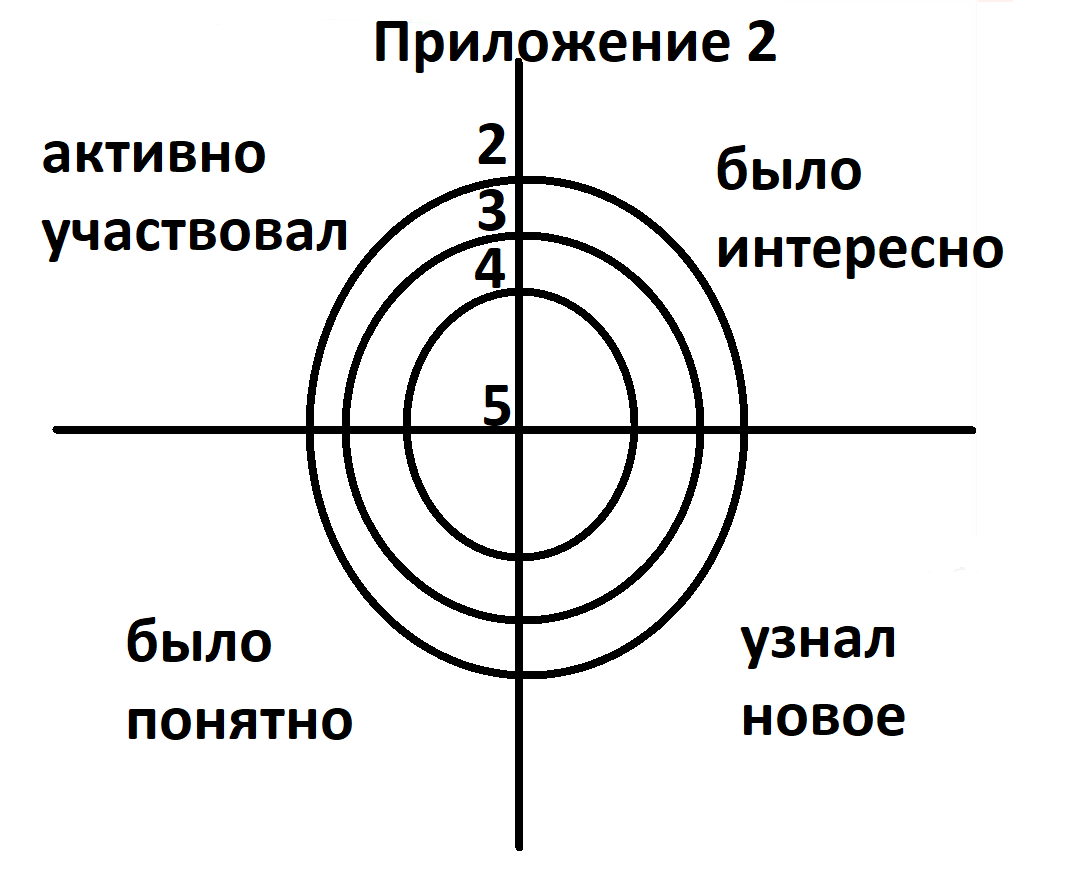 Приложение 2
активно
участвовал
2
3
4
5
было
интересно
было
понятно
узнал
новое